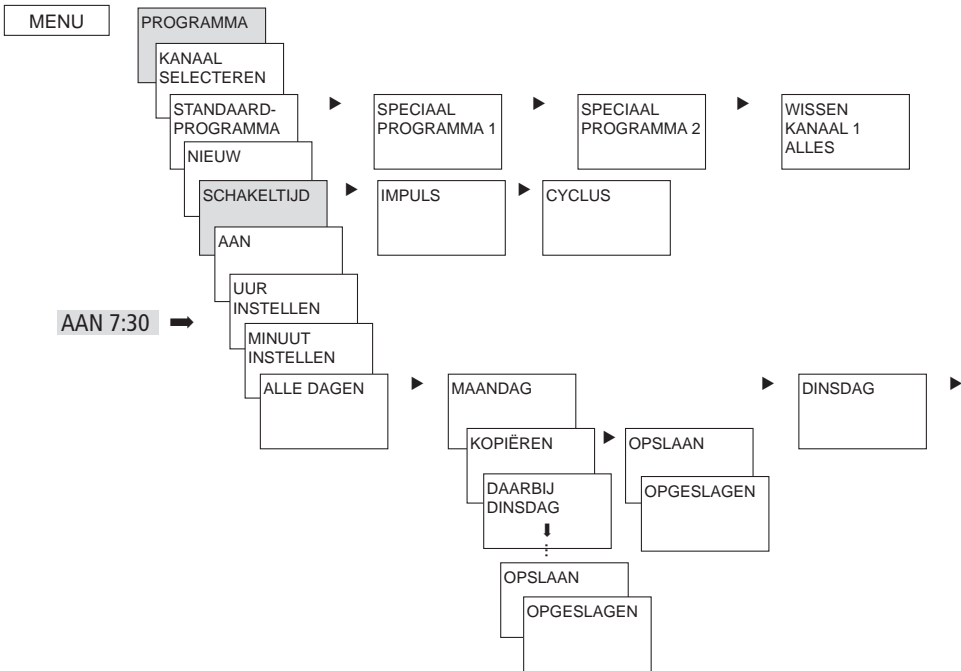 MENU
PROGRAMMA
KANAAL
SELECTEREN
STANDAARD-
PROGRAMMA
SPECIAAL
PROGRAMMA 1
SPECIAAL
PROGRAMMA 2
WISSEN
KANAAL 1
ALLES
NIEUW
SCHAKELTIJD
IMPULS
CYCLUS
AAN
UUR
INSTELLEN
AAN 7:30
MINUUT
INSTELLEN
ALLE DAGEN
MAANDAG
DINSDAG
KOPIËREN
OPSLAAN
DAARBIJ
DINSDAG
OPGESLAGEN
OPSLAAN
OPGESLAGEN